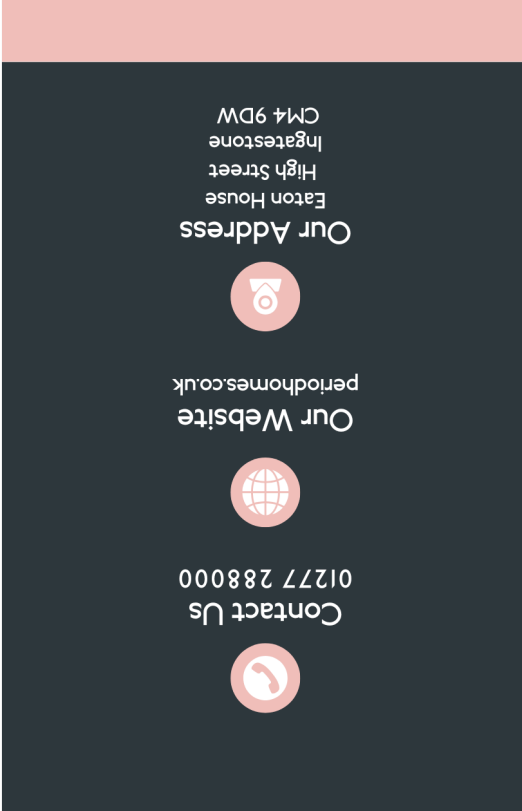 Contact Us
01277 288000
Our Website
periodhomes.co.uk
Our Address
Eaton House
High Street
Ingatestone
CM4 9DW